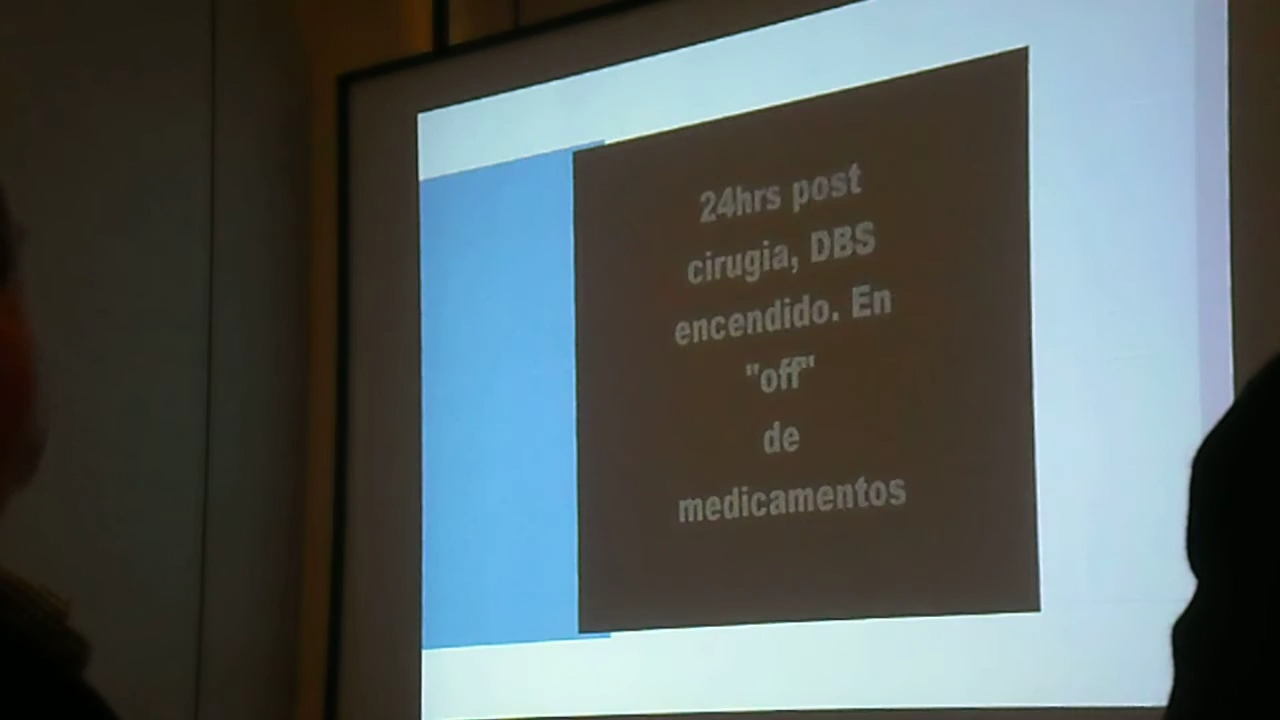 24hrs post
cirugia, DBS
encendido. En
"off"
de
medicamentos